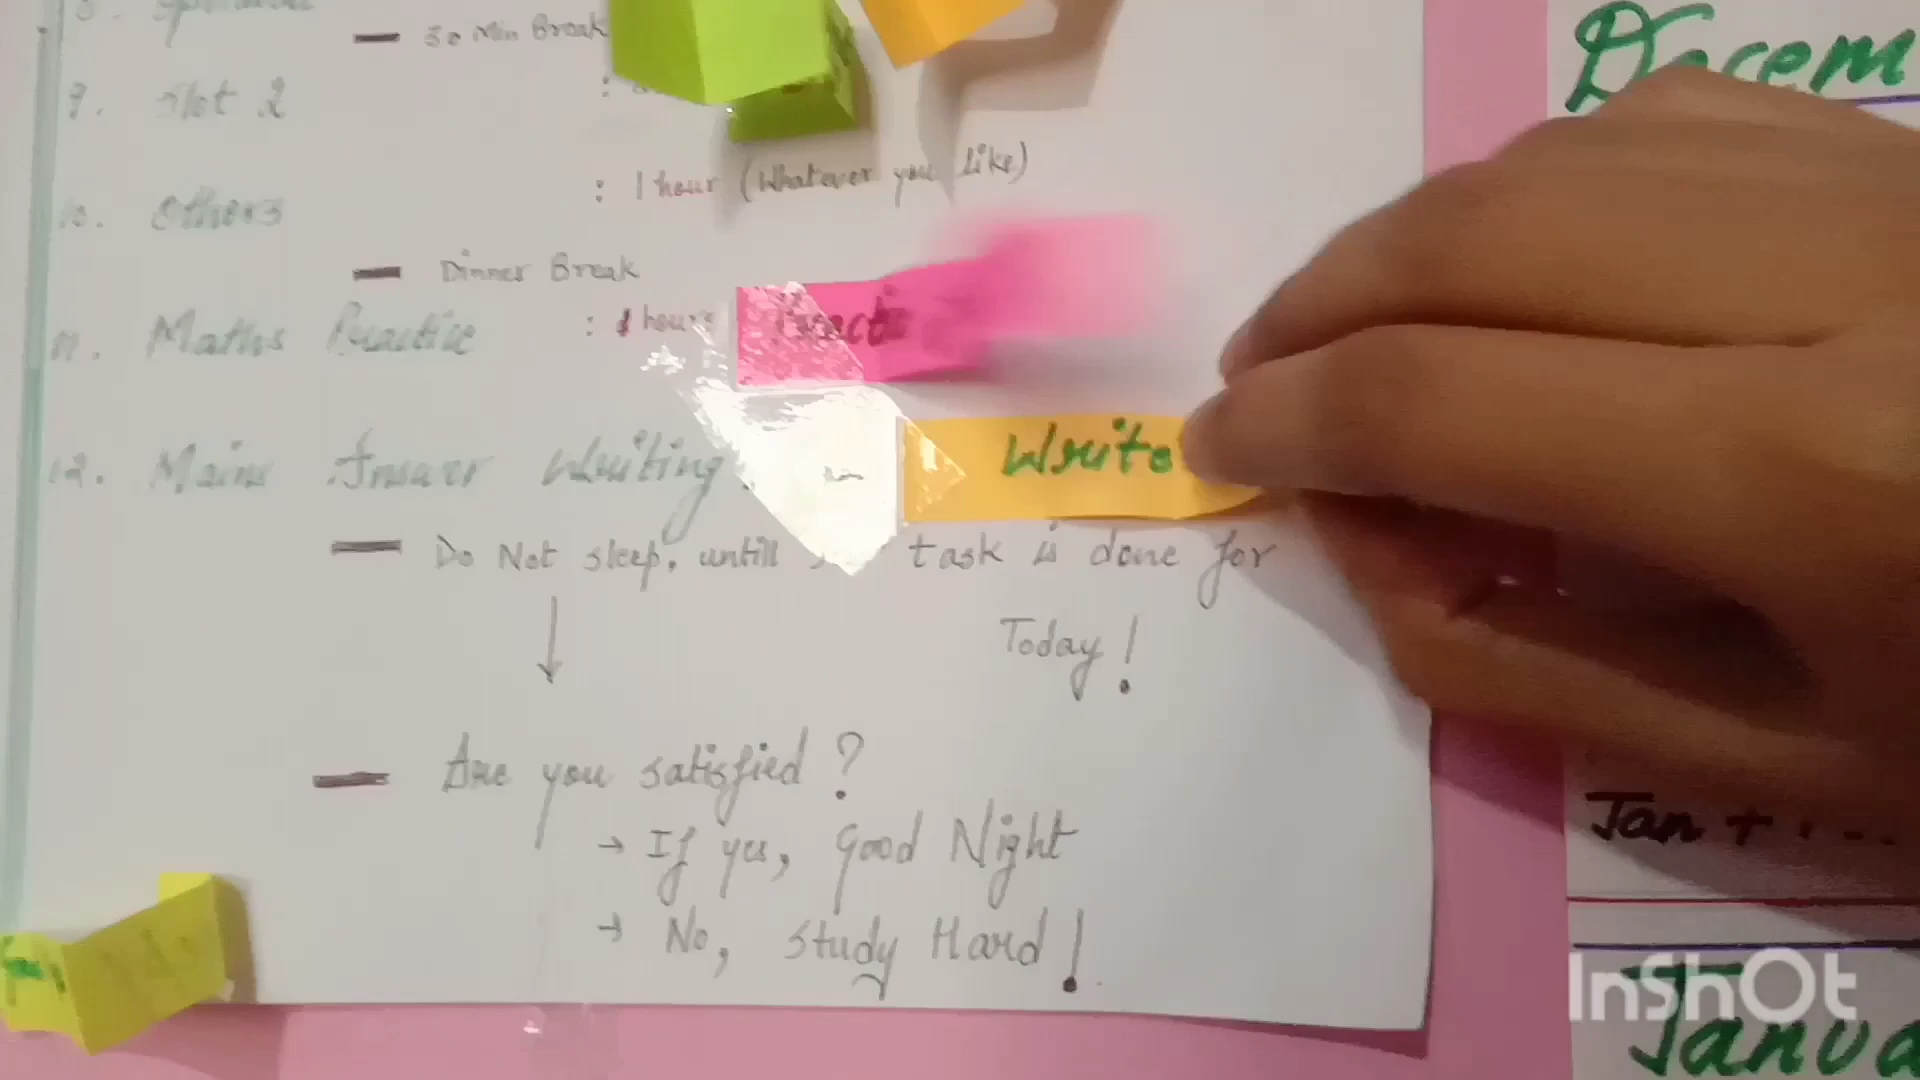 30 Min Break
9. Slot 2
: 1 hour (Whatever you like)
10. Others
Dinner Break
11. Maths Practice : hours
12. Mains Answer Writing : Write
Do Not sleep, untill task is done for
Today!
Are you satisfied?
→ If yes, Good Night
→ No, Study Hard!
Decem
Jan + . - -
Janua
InShOt